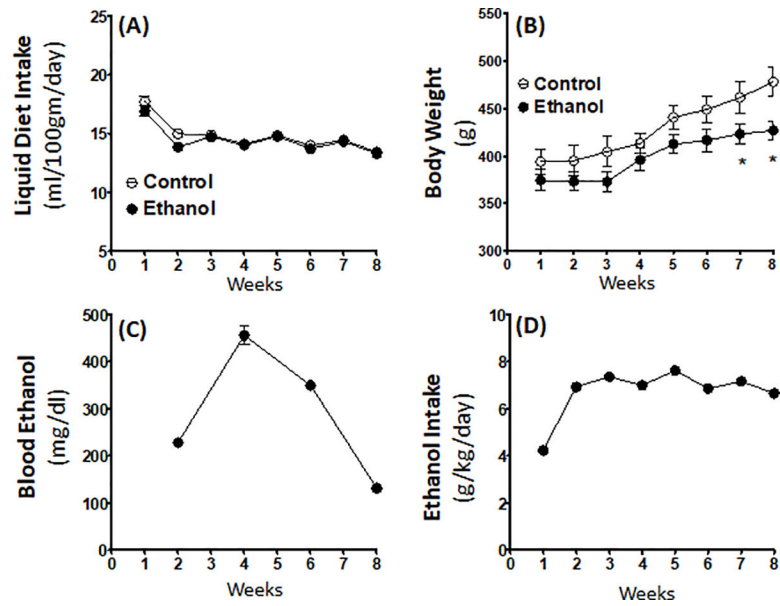 (A)
Liquid Diet Intake
(ml/100gm/day)
25
20
15
10
5
Control
Ethanol
0 1 2 3 4 5 6 7 8
Weeks
(B)
Body Weight
(g)
550
500
450
400
350
300
Control
Ethanol
* *
0 1 2 3 4 5 6 7 8
Weeks
(C)
Blood Ethanol
(mg/dl)
500
400
300
200
100
0
0 1 2 3 4 5 6 7 8
Weeks
(D)
Ethanol Intake
(g/kg/day)
10
8
6
4
2
0
0 1 2 3 4 5 6 7 8
Weeks